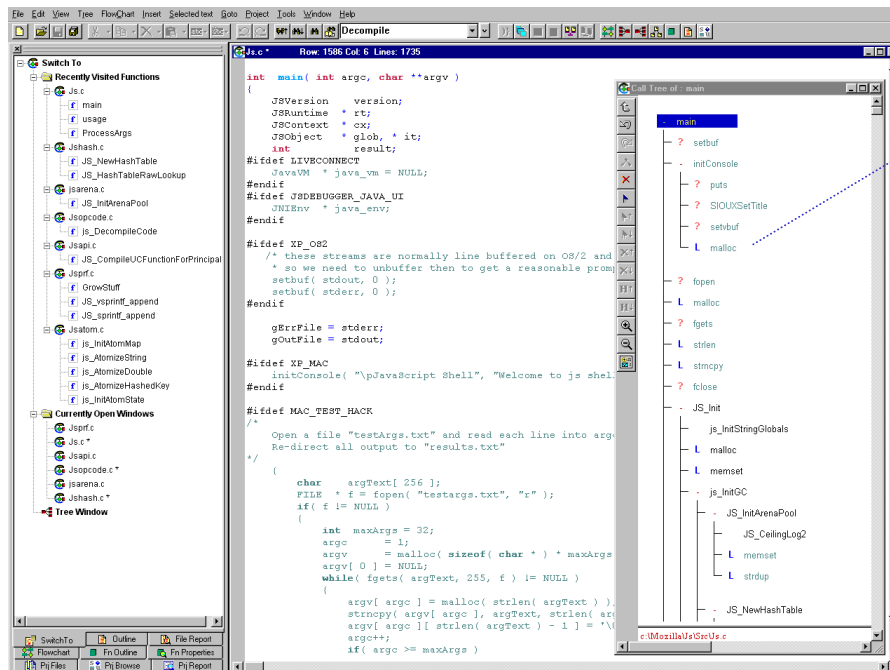 File Edit View Tree FlowChart Insert Selected text Goto Project Tools Window Help
Decompile
Switch To
Recently Visited Functions
Js.c
main
usage
ProcessArgs
Jshash.c
JS_NewHashTable
JS_HashTableRawLookup
jsarena.c
JS_InitArenaPool
Jsopcode.c
js_DecompileCode
Jsapi.c
JS_CompileUCFunctionForPrincipal
Jsprf.c
GrowStuff
JS_vsprintf_append
JS_sprintf_append
Jsatom.c
js_InitAtomMap
js_AtomizeString
js_AtomizeDouble
js_AtomizeHashedKey
js_InitAtomState
Currently Open Windows
Jsprf.c
Js.c *
Jsapi.c
Jsopcode.c *
jsarena.c
Jshash.c *
Tree Window
SwitchTo Outline File Report
Flowchart Fn Outline Fn Properties
Prj Files Prj Browse Prj Report
Js.c * Row: 1586 Col: 6 Lines: 1735
int main( int argc, char **argv )
{
JSVersion version;
JSRuntime * rt;
JSContext * cx;
JSObject * glob, * it;
int result;
#ifdef LIVECONNECT
JavaVM * java_vm = NULL;
#endif
#ifdef JSDEBUGGER_JAVA_UI
JNIEnv * java_env;
#endif
#ifdef XP_OS2
/* these streams are normally line buffered on OS/2 and
* so we need to unbuffer then to get a reasonable promp
setbuf( stdout, 0 );
setbuf( stderr, 0 );
#endif
gErrFile = stderr;
gOutFile = stdout;
#ifdef XP_MAC
initConsole( "\pJavaScript Shell", "Welcome to js shel
#endif
#ifdef MAC_TEST_HACK
/*
Open a file "testArgs.txt" and read each line into arg
Re-direct all output to "results.txt"
*/
{
char argText[ 256 ];
FILE * f = fopen( "testargs.txt", "r" );
if( f != NULL )
{
int maxArgs = 32;
argc = 1;
argv = malloc( sizeof( char * ) * maxArgs
argv[ 0 ] = NULL;
while( fgets( argText, 255, f ) != NULL )
{
argv[ argc ] = malloc( strlen( argText ) )
strncpy( argv[ argc ], argText, strlen( ar
argv[ argc ][ strlen( argText ) - 1 ] = '\
argc++;
if( argc >= maxArgs )
Call Tree of : main
- main
? setbuf
- initConsole
? puts
? SIOUXSetTitle
? setvbuf
L malloc
? fopen
L malloc
? fgets
L strlen
L strncpy
? fclose
- JS_Init
js_InitStringGlobals
L malloc
L memset
- js_InitGC
- JS_InitArenaPool
JS_CeilingLog2
L memset
L strdup
- JS_NewHashTable
c:\Mozilla\Js\Src\Js.c